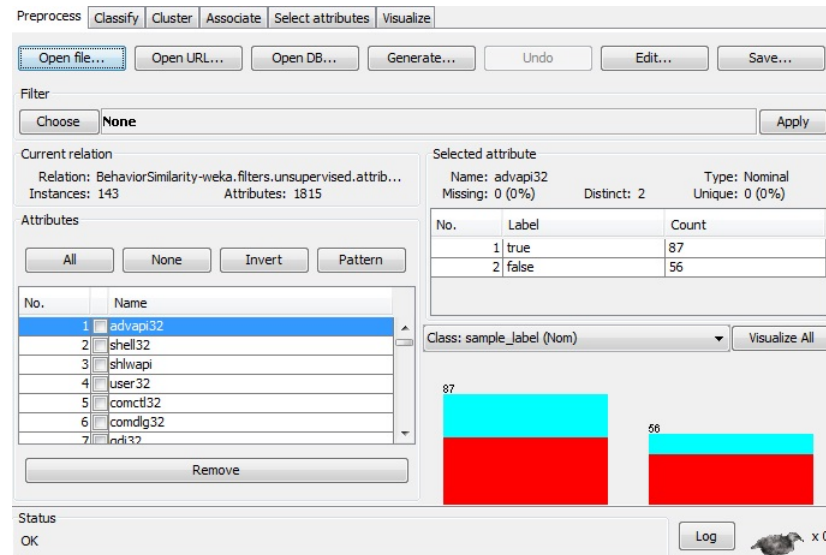 Preprocess Classify Cluster Associate Select attributes Visualize
Open file... Open URL... Open DB... Generate... Undo Edit... Save...
Filter
Choose None Apply
Current relation
Relation: BehaviorSimilarity-weka.filters.unsupervised.attrib...
Instances: 143 Attributes: 1815
Attributes
All None Invert Pattern
No. Name
1 advapi32
2 shell32
3 shlwapi
4 user32
5 comctl32
6 comdlg32
7 gdi32
Remove
Selected attribute
Name: advapi32 Type: Nominal
Missing: 0 (0%) Distinct: 2 Unique: 0 (0%)
No. Label Count
1 true 87
2 false 56
Class: sample_label (Nom) Visualize All
87
56
Status
OK
Log x 0